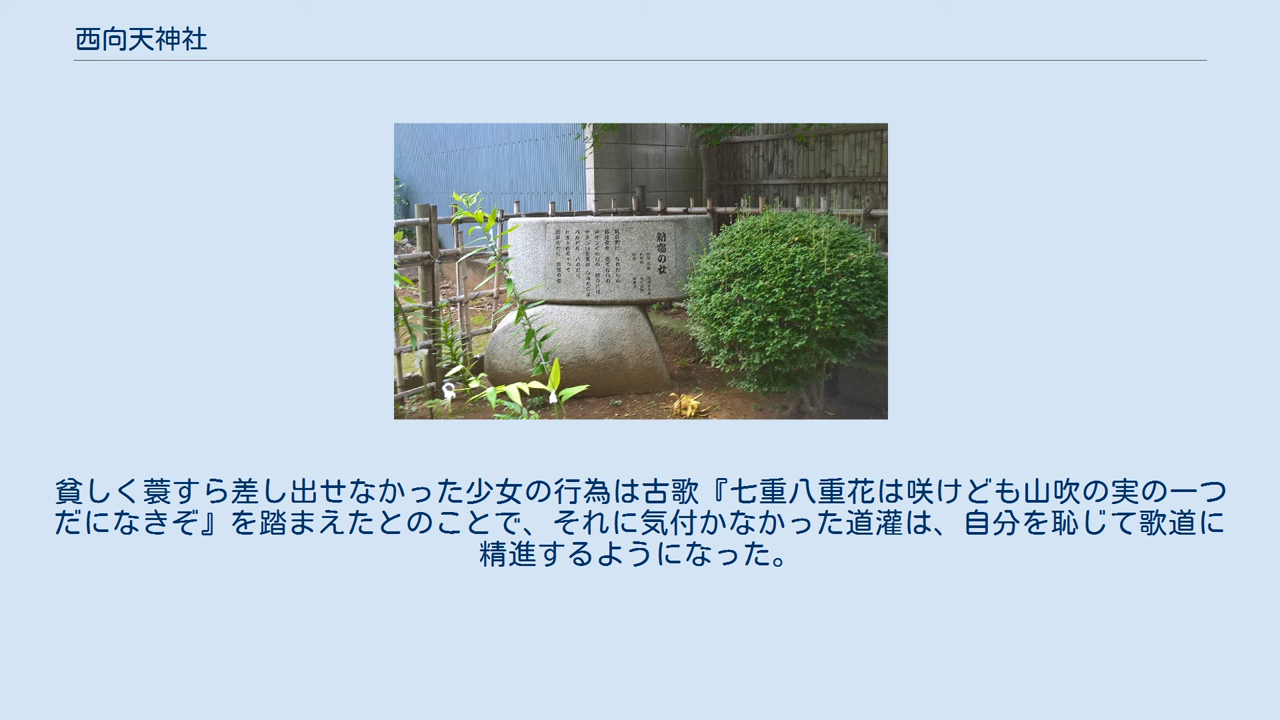 西向天神社
新宿の女
貧しく蓑すら差し出せなかった少女の行為は古歌『七重八重花は咲けども山吹の実の一つ
だになきぞ』を踏まえたとのことで、それに気付かなかった道灌は、自分を恥じて歌道に
精進するようになった。